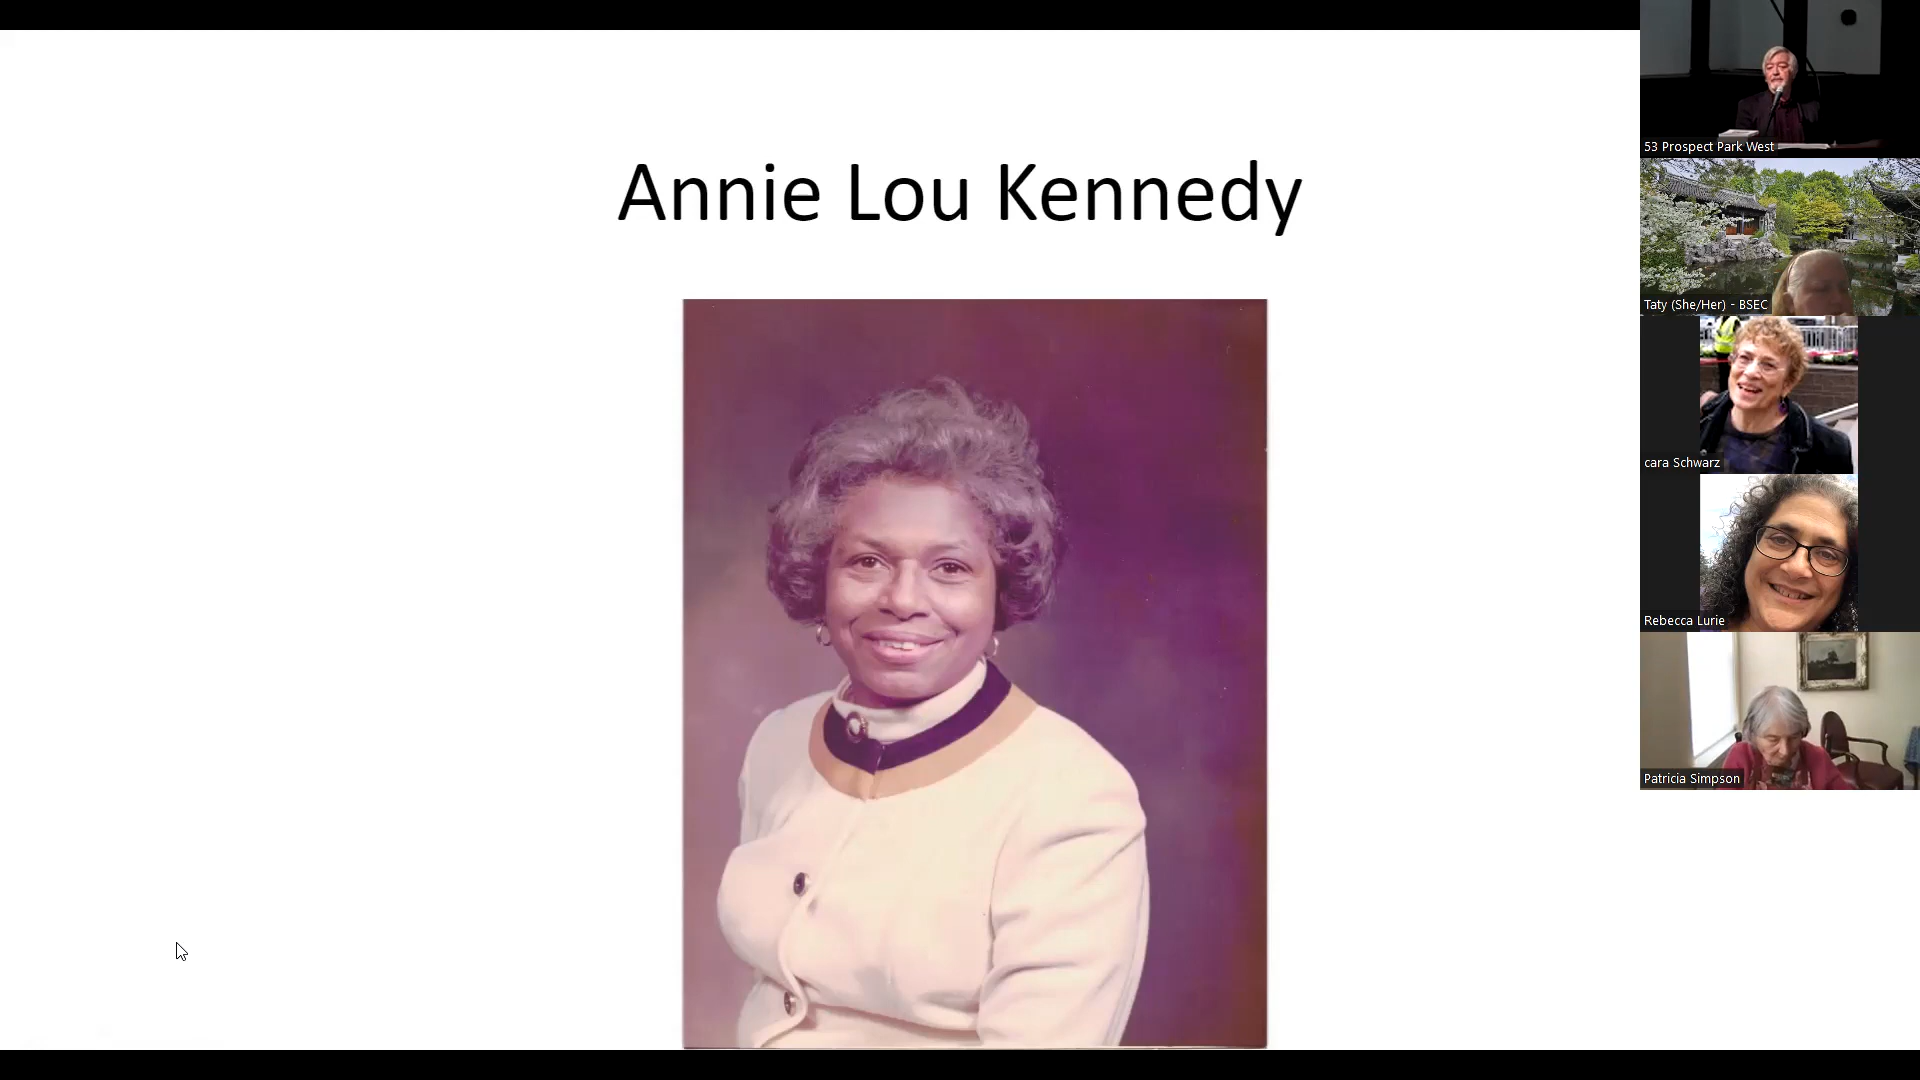 Annie Lou Kennedy
53 Prospect Park West
Taty (She/Her) - BSEC
cara Schwarz
Rebecca Lurie
Patricia Simpson